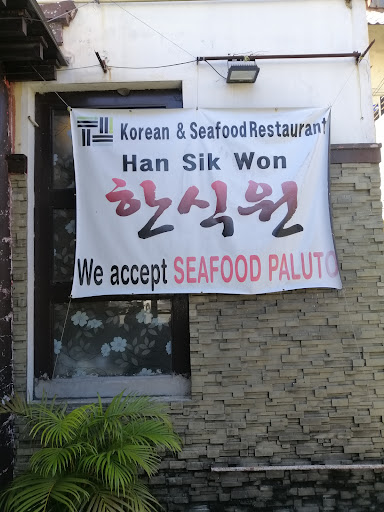 Korean & Seafood Restaurant
Han Sik Won
한식원
We accept SEAFOOD PALUTO